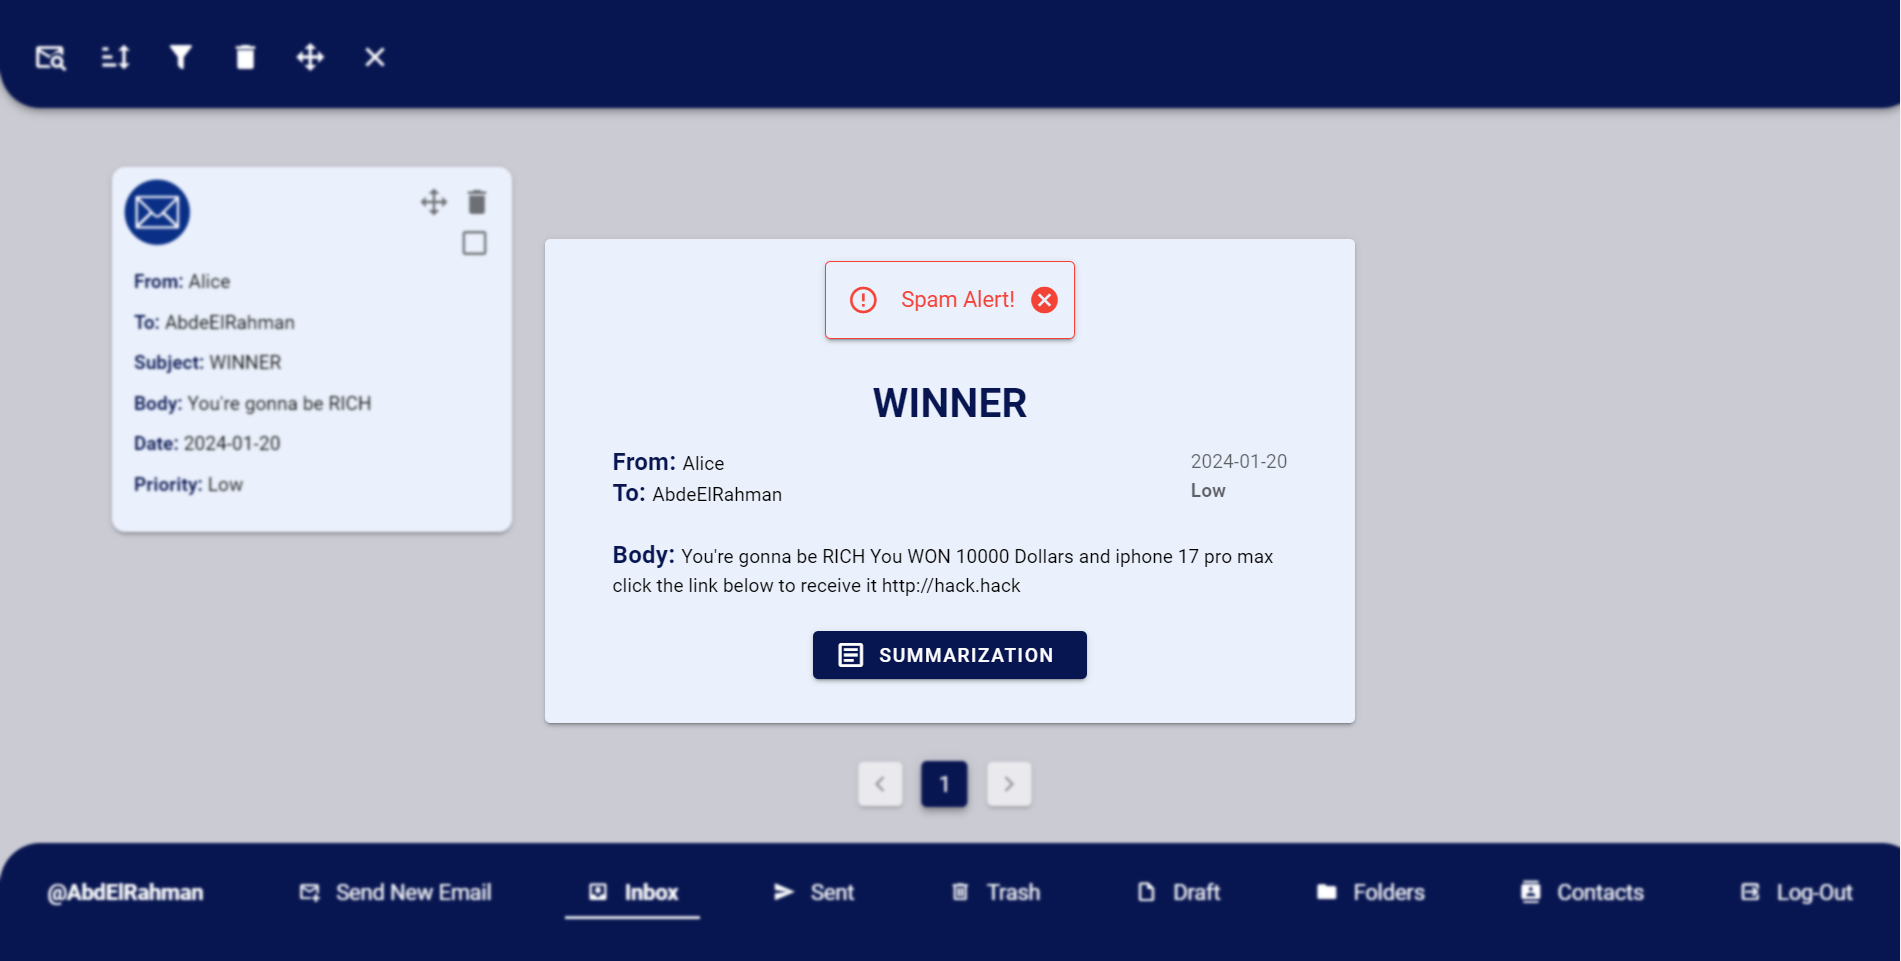 From: Alice
To: AbdeElRahman
Subject: WINNER
Body: You're gonna be RICH
Date: 2024-01-20
Priority: Low
Spam Alert!
WINNER
From: Alice
2024-01-20
To: AbdeElRahman
Low
Body: You're gonna be RICH You WON 10000 Dollars and iphone 17 pro max
click the link below to receive it http://hack.hack
SUMMARIZATION
1
@AbdElRahman Send New Email Inbox Sent Trash Draft Folders Contacts Log-Out